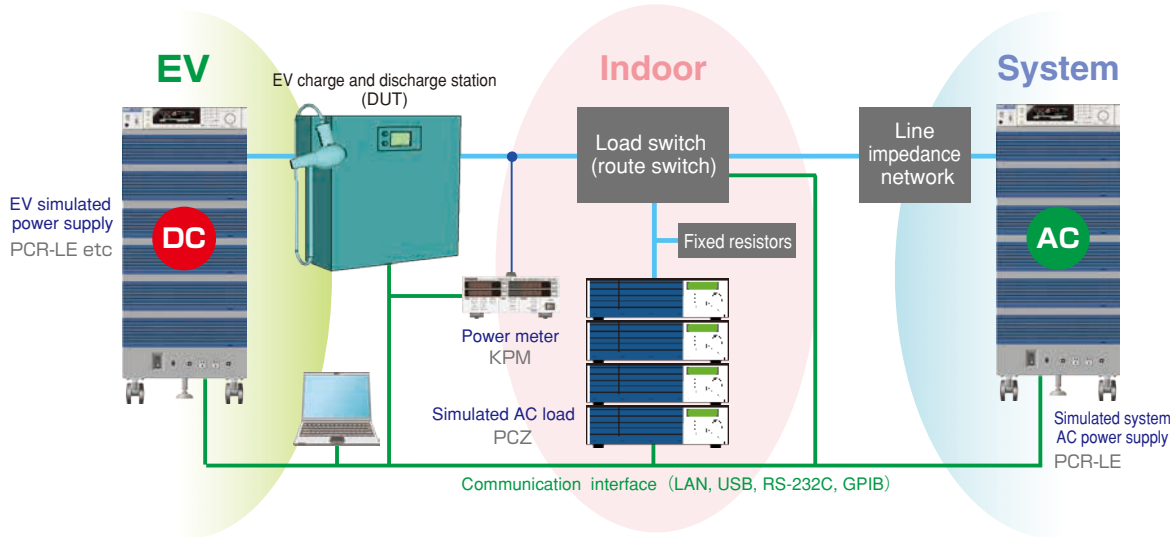 EV
Indoor
System
EV charge and discharge station
(DUT)
Load switch
(route switch)
Line
impedance
network
EV simulated
power supply
PCR-LE etc
DC
AC
Fixed resistors
Power meter
KPM
Simulated AC load
PCZ
Simulated system
AC power supply
PCR-LE
Communication interface (LAN, USB, RS-232C, GPIB)